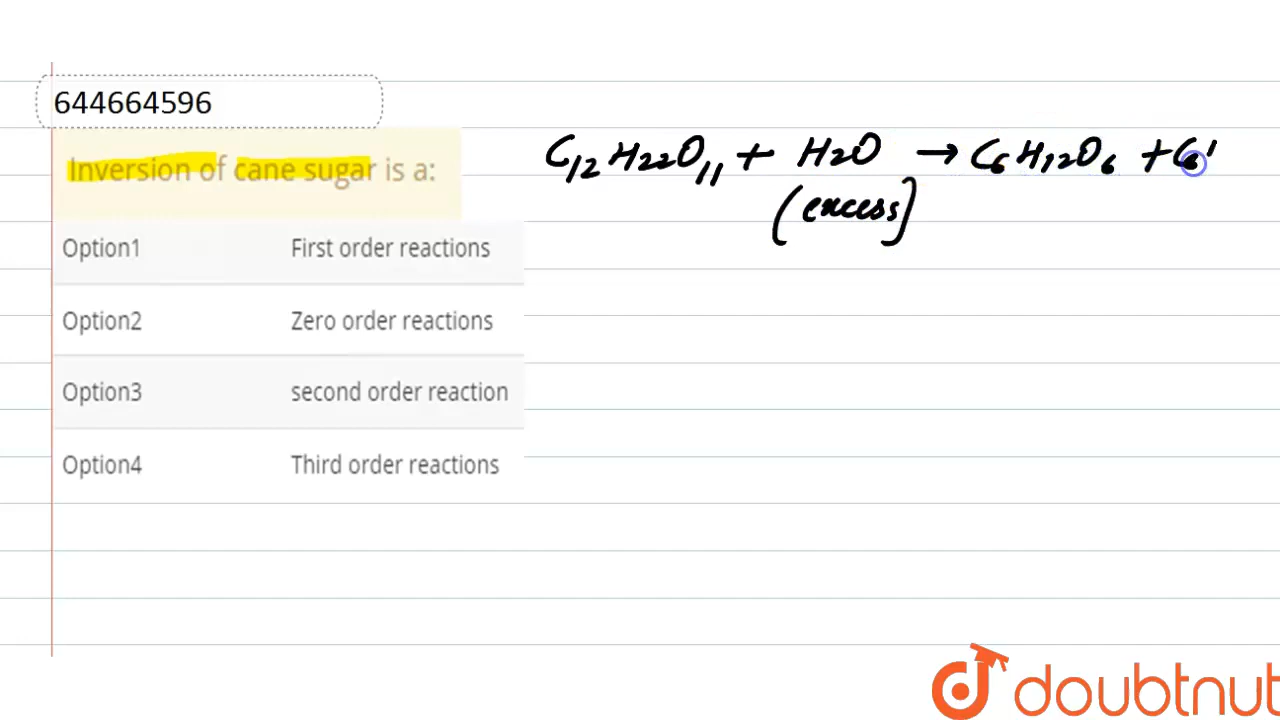 644664596
Inversion of cane sugar is a:
C12H22O11 + H2O → C6H12O6 + C6
(excess)
Option1 First order reactions
Option2 Zero order reactions
Option3 second order reaction
Option4 Third order reactions
doubtnut